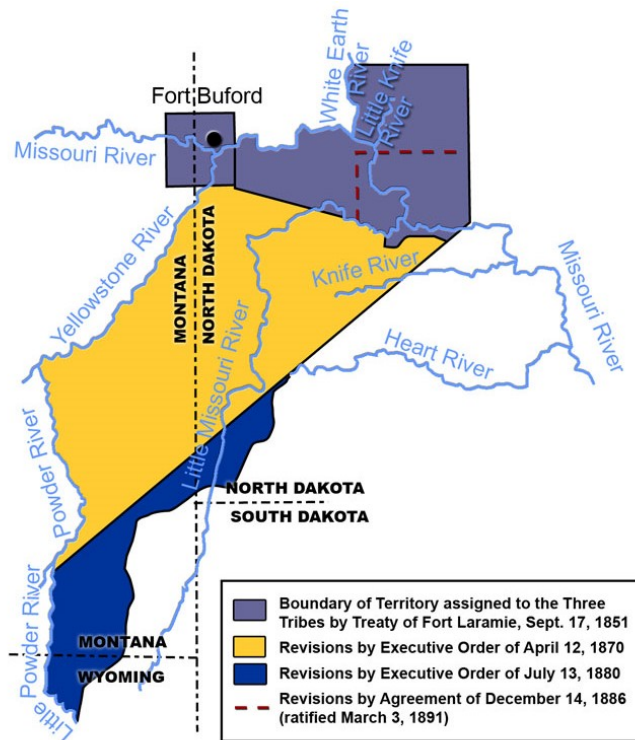 White Earth
River
Little Knife
River
Fort Buford
Missouri River
Yellowstone River
MONTANA
NORTH DAKOTA
Knife River
Missouri
River
Heart River
Little Missouri River
Powder River
NORTH DAKOTA
SOUTH DAKOTA
Little Powder River
MONTANA
WYOMING
Boundary of Territory assigned to the Three
Tribes by Treaty of Fort Laramie, Sept. 17, 1851
Revisions by Executive Order of April 12, 1870
Revisions by Executive Order of July 13, 1880
Revisions by Agreement of December 14, 1886
(ratified March 3, 1891)